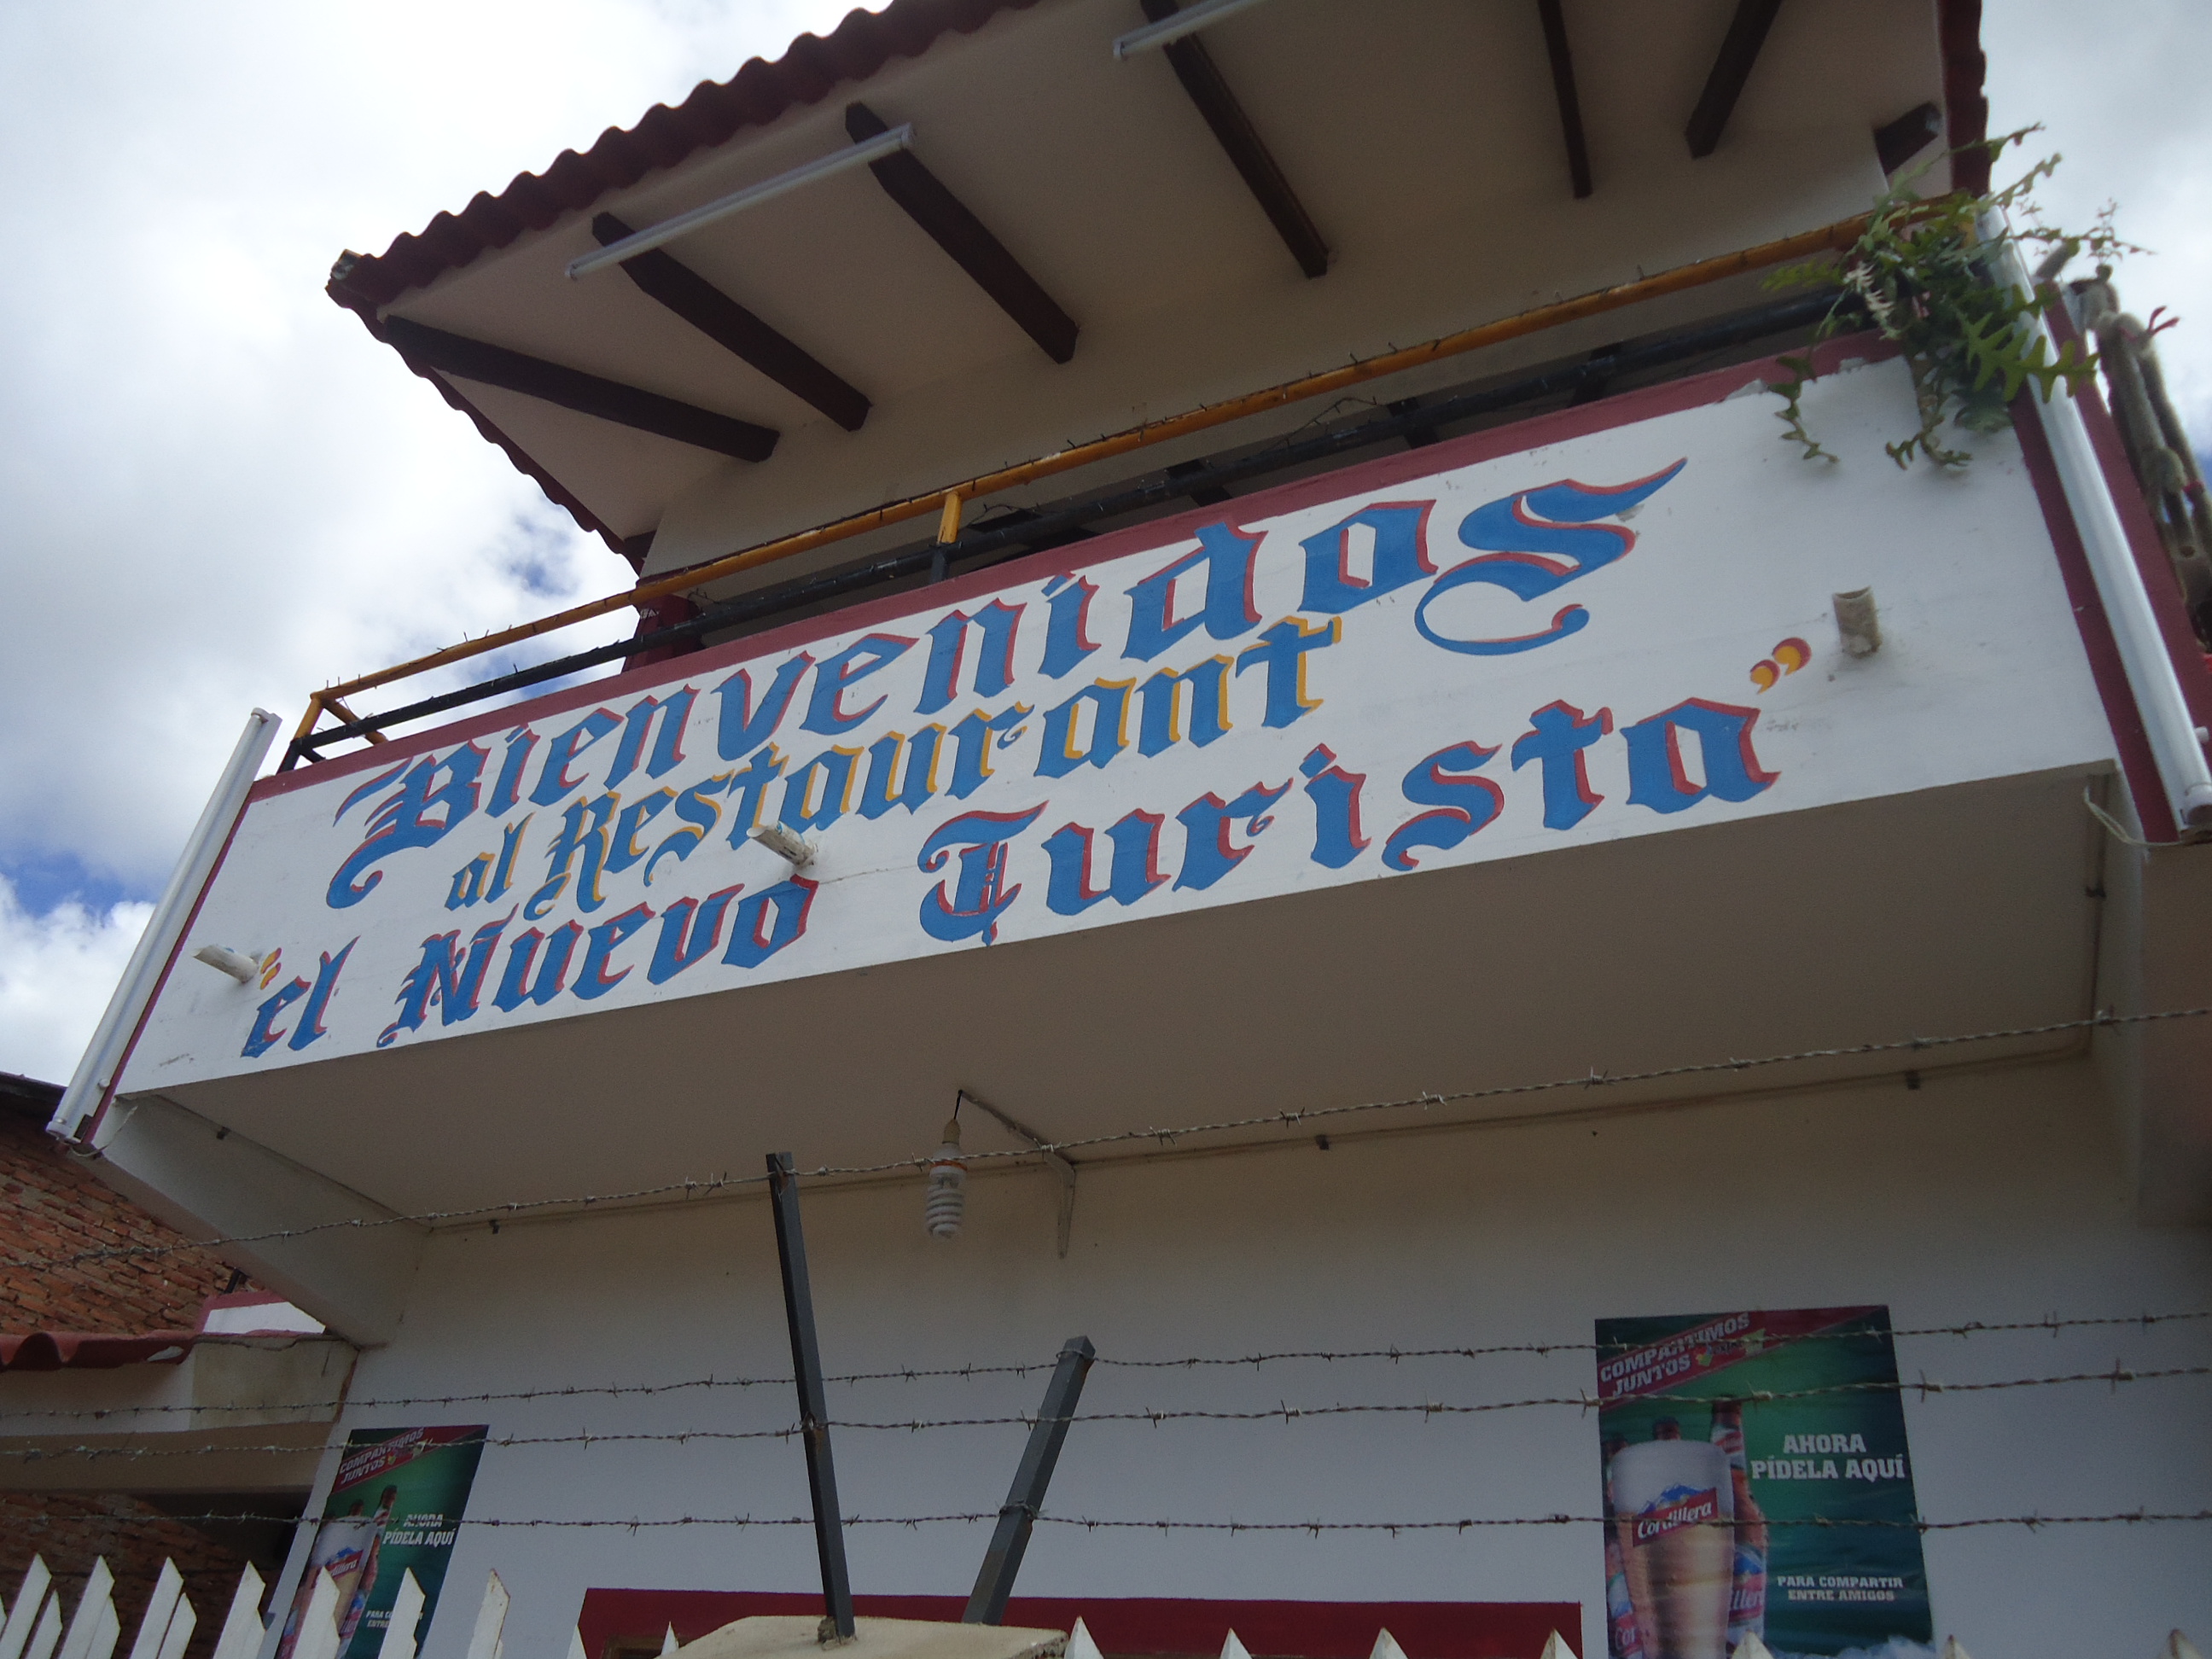 Bienvenidos
al Restaurant
"el Nuevo Turista"
COMPARTIMOS
JUNTOS
AHORA
PÍDELA AQUÍ
Cordillera
PARA COMPARTIR
ENTRE AMIGOS
COMPARTIMOS
JUNTOS
AHORA
PÍDELA AQUÍ
Cordillera